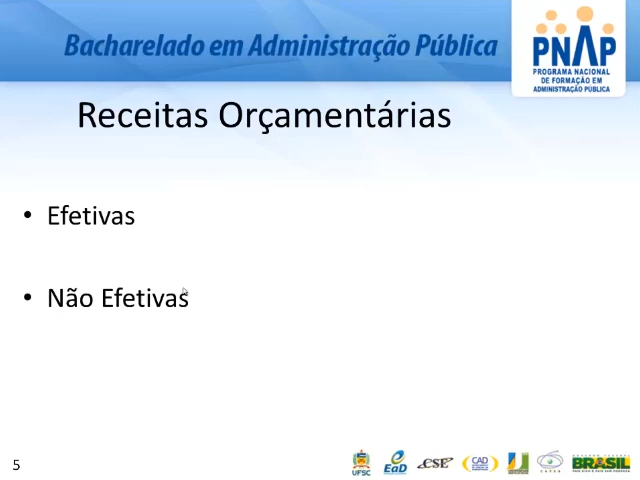 Bacharelado em Administração Pública
PNAP
PROGRAMA NACIONAL
DE FORMAÇÃO EM
ADMINISTRAÇÃO PÚBLICA
Receitas Orçamentárias
• Efetivas
• Não Efetivas
5
UFSC
EaD
CSE
CAD
CAPES
BRASIL